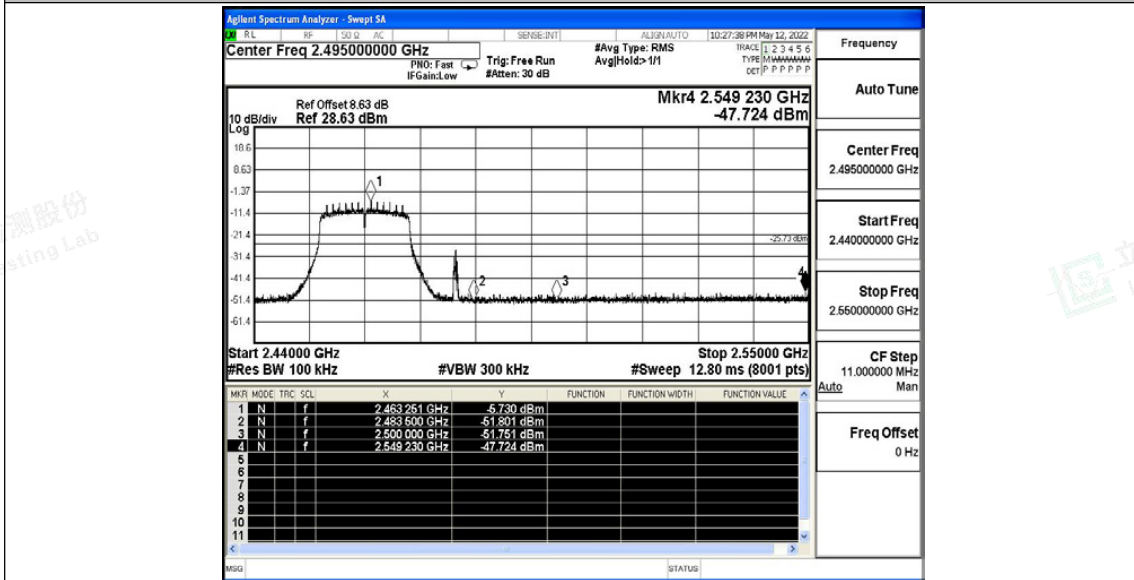 Agilent Spectrum Analyzer - Swept SA
RL RF 50 Ω AC SENSE:INT ALIGNAUTO 10:27:38 PM May 12, 2022
Center Freq 2.495000000 GHz
PNO: Fast
IFGain:Low
Trig: Free Run
#Atten: 30 dB
#Avg Type: RMS
Avg|Hold:>1/1
TRACE 1 2 3 4 5 6
TYPE M
DET P P P P P P
Ref Offset 8.63 dB
Ref 28.63 dBm
10 dB/div
Log
Mkr4 2.549 230 GHz
-47.724 dBm
18.6
8.63
-1.37
-11.4
-21.4
-31.4
-41.4
-51.4
-61.4
1
2
3
4
-25.73 dBm
Start 2.44000 GHz
Stop 2.55000 GHz
#Res BW 100 kHz
#VBW 300 kHz
#Sweep 12.80 ms (8001 pts)
MKR MODE TRC SCL X Y FUNCTION FUNCTION WIDTH FUNCTION VALUE
1 N f 2.463 251 GHz -5.730 dBm
2 N f 2.483 500 GHz -51.801 dBm
3 N f 2.500 000 GHz -51.751 dBm
4 N f 2.549 230 GHz -47.724 dBm
5
6
7
8
9
10
11
MSG
STATUS
Frequency
Auto Tune
Center Freq
2.495000000 GHz
Start Freq
2.440000000 GHz
Stop Freq
2.550000000 GHz
CF Step
11.000000 MHz
Auto Man
Freq Offset
0 Hz
测股份
sting Lab
立